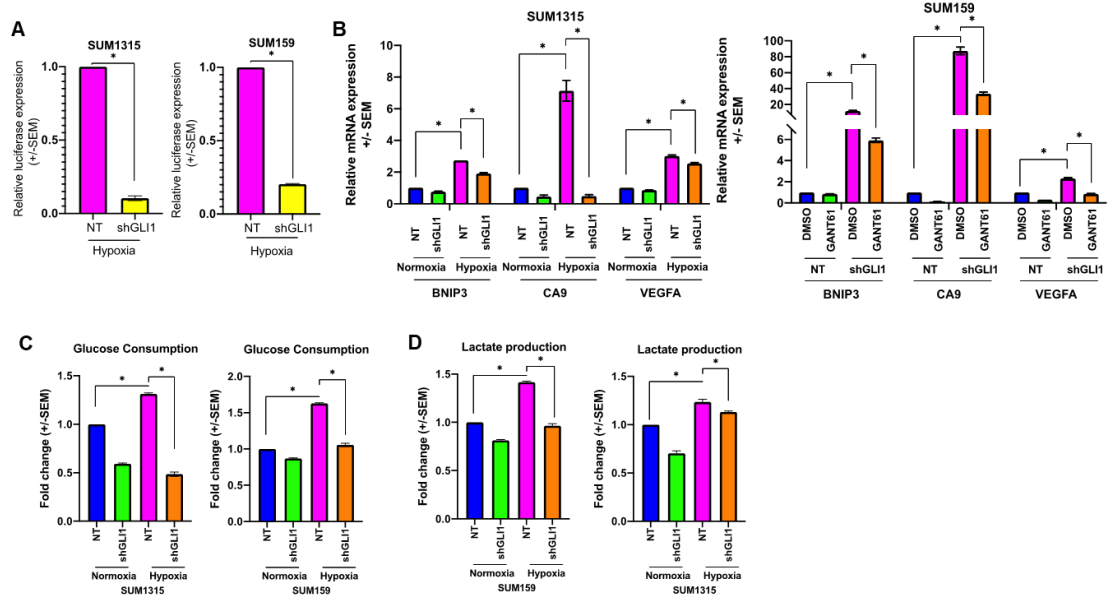 A
SUM1315
*
Relative luciferase expression
(+/-SEM)
1.0
0.5
0.0
NT shGLI1
Hypoxia
SUM159
*
Relative luciferase expression
(+/-SEM)
1.0
0.5
0.0
NT shGLI1
Hypoxia
B
SUM1315
Relative mRNA expression
+/- SEM
15
10
5
0
* * * * * *
NT shGLI1 NT shGLI1 NT shGLI1 NT shGLI1 NT shGLI1 NT shGLI1
Normoxia Hypoxia Normoxia Hypoxia Normoxia Hypoxia
BNIP3 CA9 VEGFA
SUM159
Relative mRNA expression
+/- SEM
100
80
60
40
20
6
4
2
0
* * * * * *
DMSO GANT61 DMSO GANT61 DMSO GANT61 DMSO GANT61 DMSO GANT61 DMSO GANT61
NT shGLI1 NT shGLI1 NT shGLI1
BNIP3 CA9 VEGFA
C
Glucose Consumption
Fold change (+/-SEM)
1.5
1.0
0.5
0.0
* *
NT shGLI1 NT shGLI1
Normoxia Hypoxia
SUM1315
Glucose Consumption
Fold change (+/-SEM)
2.0
1.5
1.0
0.5
0.0
* *
NT shGLI1 NT shGLI1
Normoxia Hypoxia
SUM159
D
Lactate production
Fold change (+/-SEM)
1.5
1.0
0.5
0.0
* *
NT shGLI1 NT shGLI1
Normoxia Hypoxia
SUM159
Lactate production
Fold change (+/-SEM)
1.5
1.0
0.5
0.0
* *
NT shGLI1 NT shGLI1
Normoxia Hypoxia
SUM1315